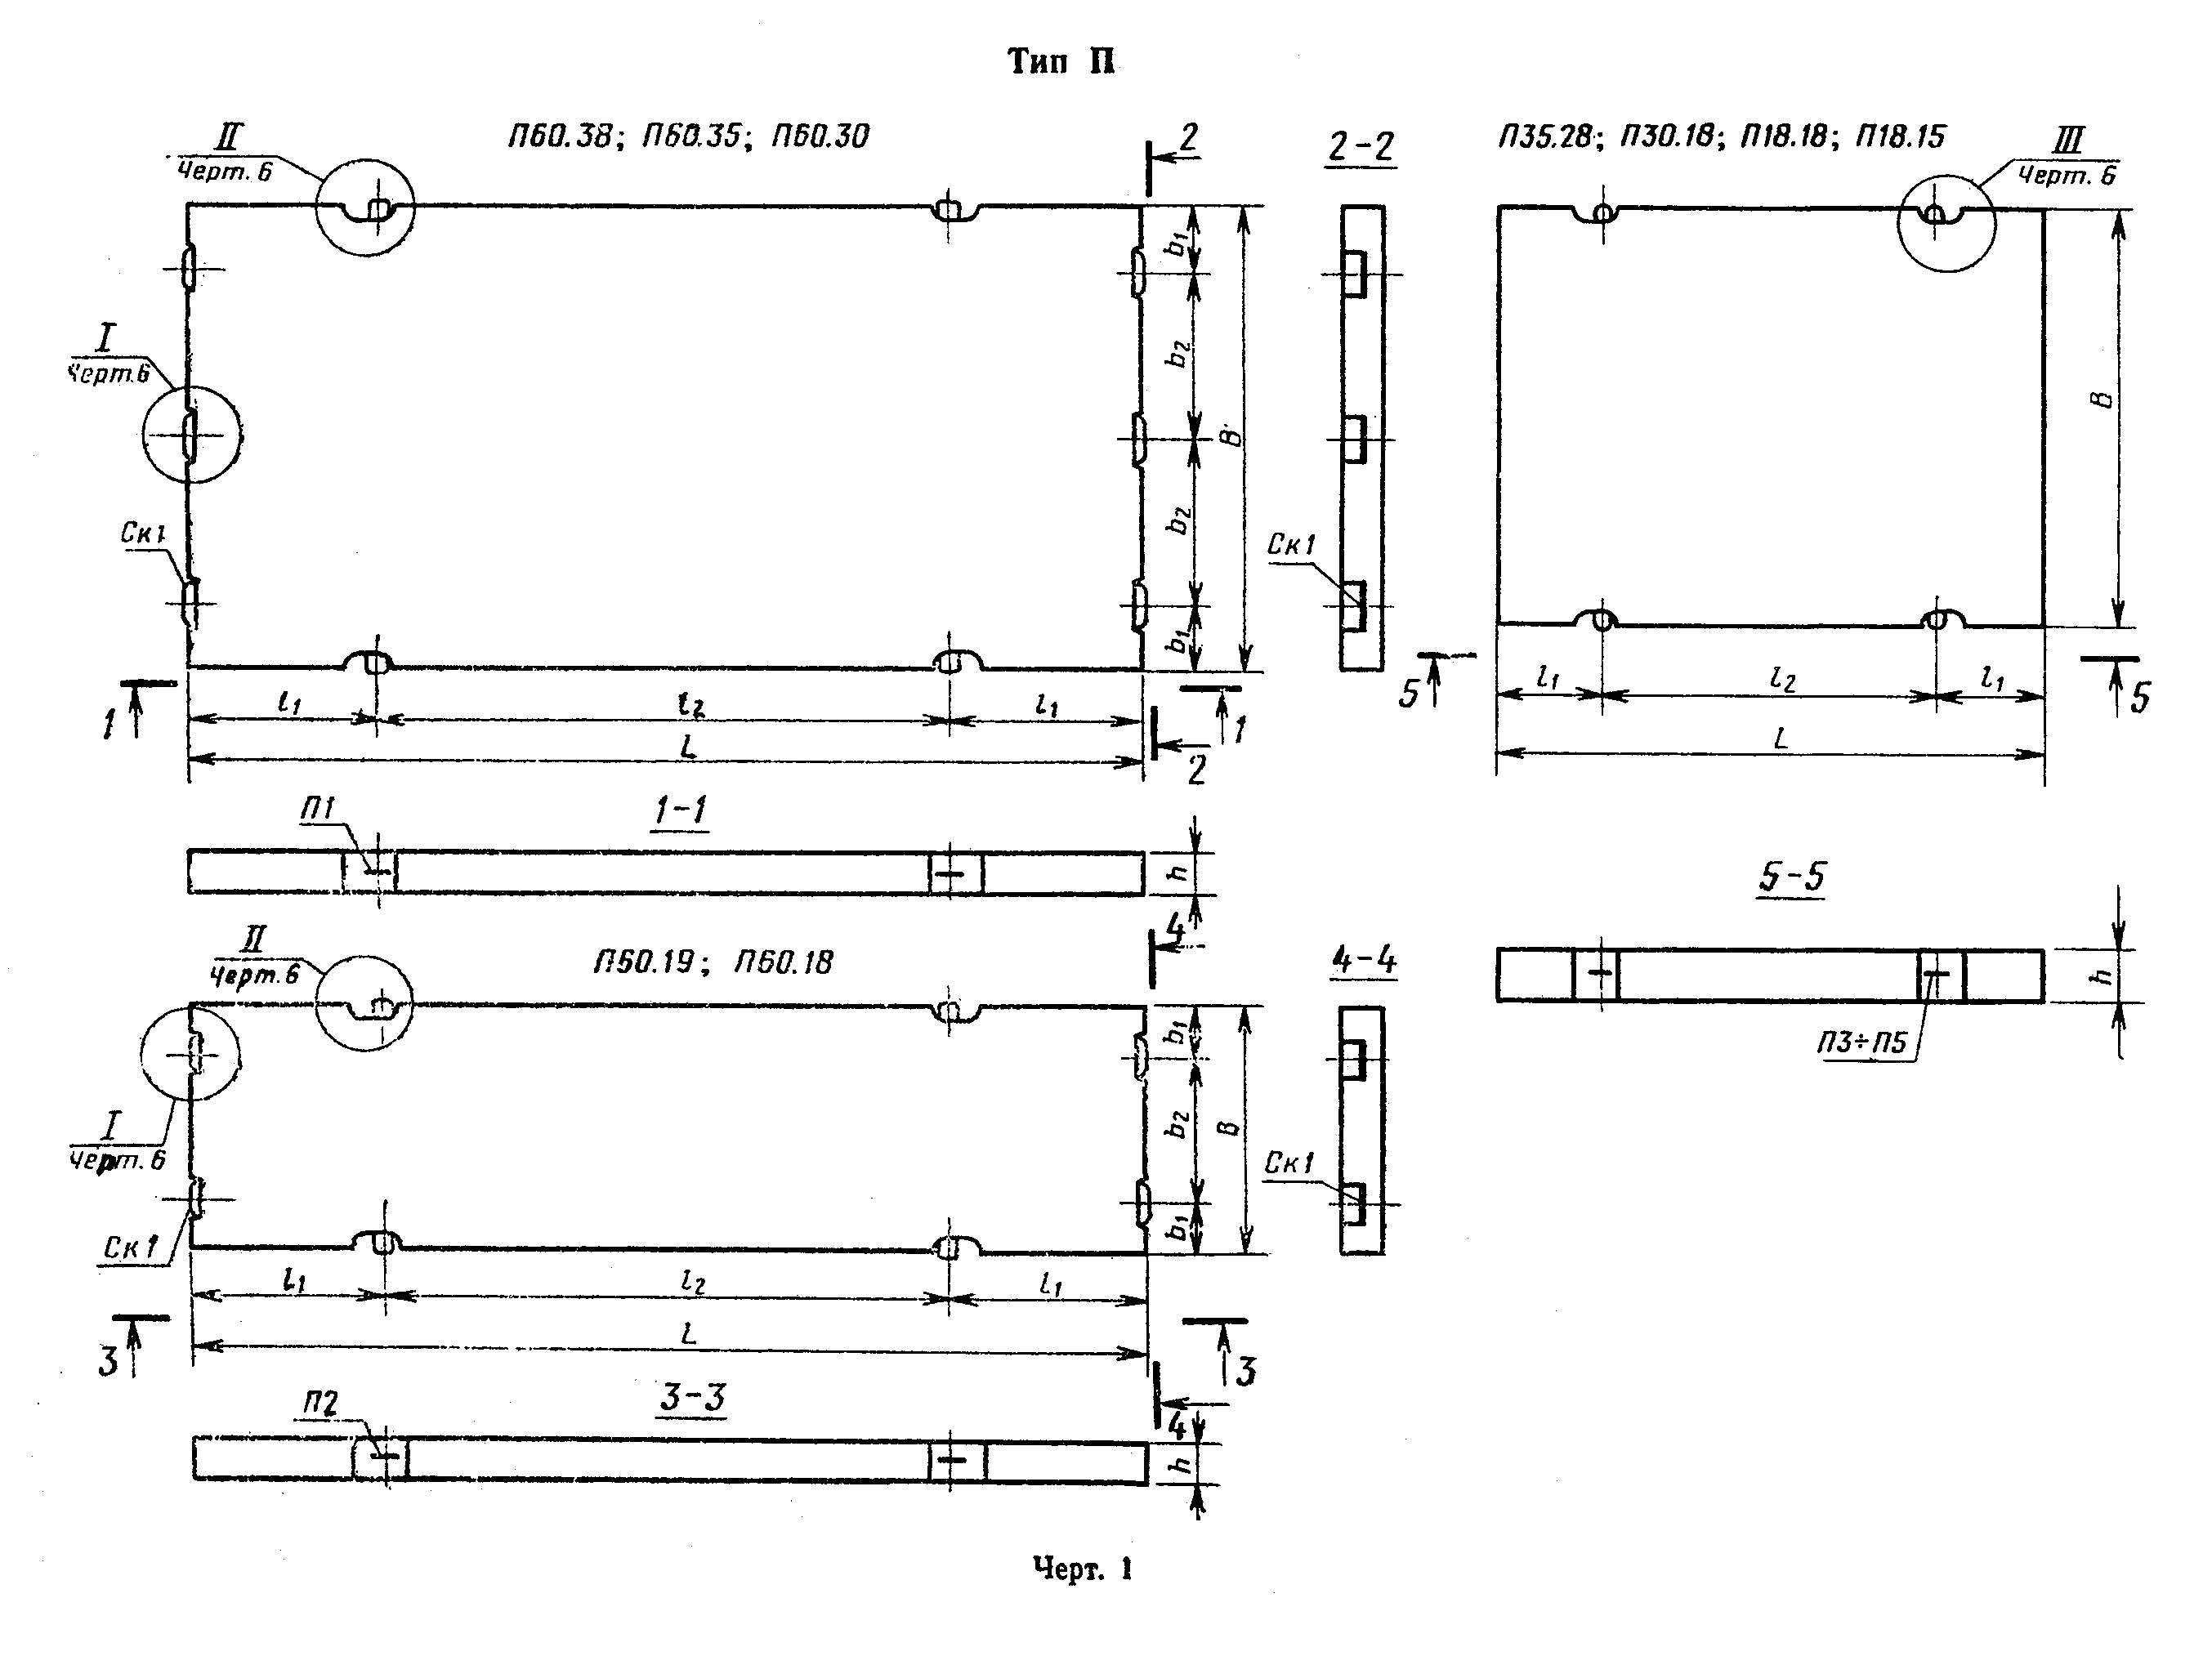 Тип П
П60.38; П60.35; П60.30
II
Черт. 6
2
2-2
П35.28; П30.18; П18.18; П18.15
III
Черт. 6
I
Черт. 6
Ск1
b1
b2
b2
b1
B
Ск1
B
1
l1
l2
l1
L
1
2
5
l1
l2
l1
L
5
П1
1-1
h
5-5
h
П3÷П5
II
Черт. 6
П60.19; П60.18
4
4-4
I
Черт. 6
Ск1
b1
b2
b1
B
Ск1
3
l1
l2
l1
L
3
4
П2
3-3
h
Черт. 1